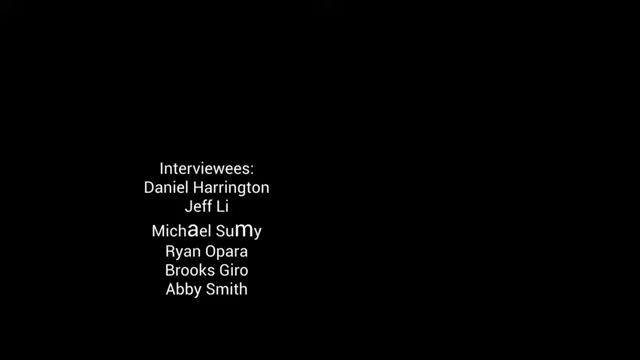 Interviewees:
Daniel Harrington
Jeff Li
Michael Sumy
Ryan Opara
Brooks Giro
Abby Smith